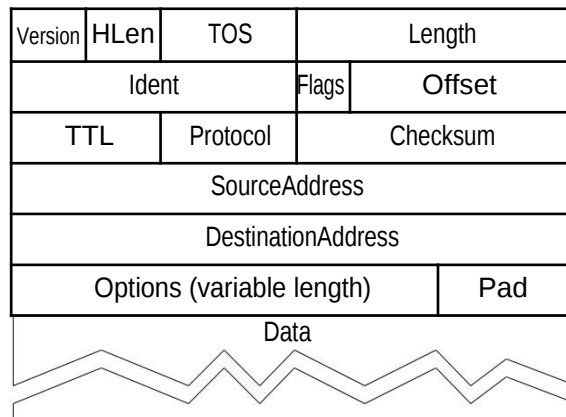 Version HLen TOS Length
Ident Flags Offset
TTL Protocol Checksum
SourceAddress
DestinationAddress
Options (variable length) Pad
Data